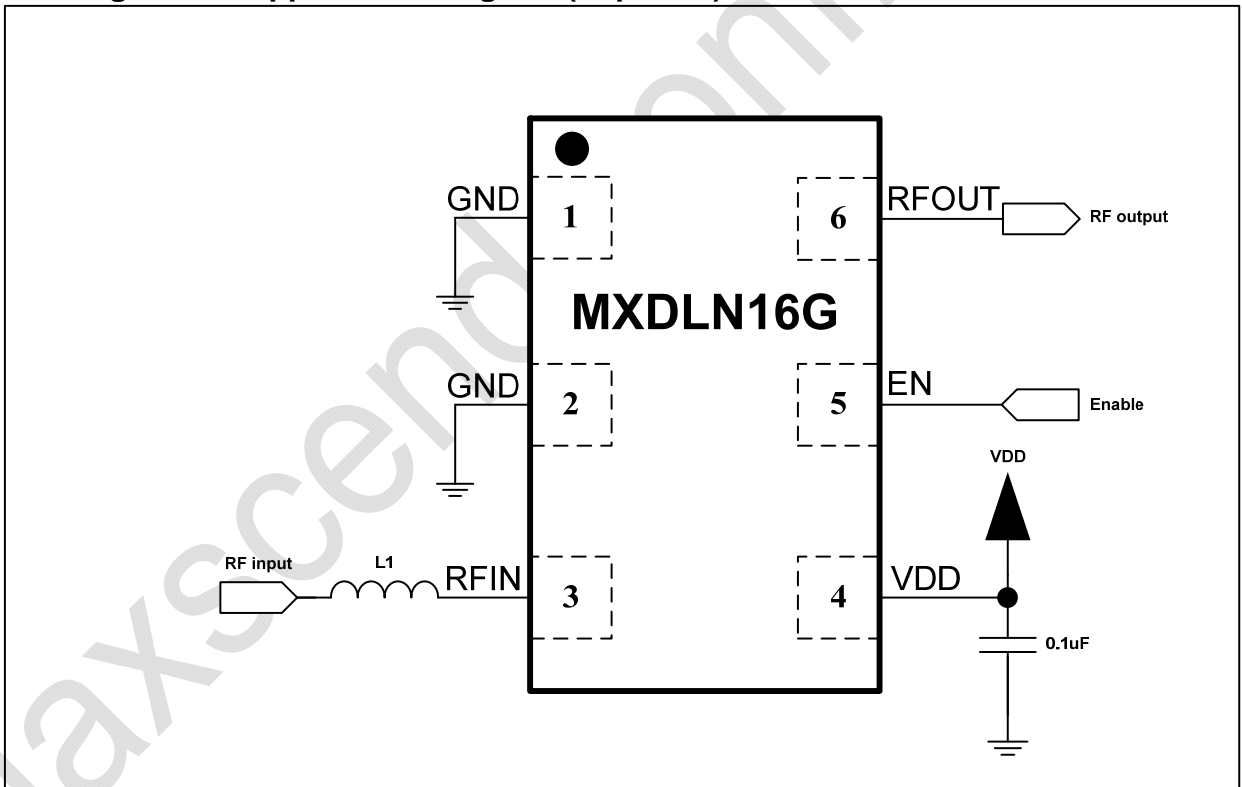 GND
1
6
RFOUT
RF output
MXDLN16G
GND
2
5
EN
Enable
VDD
RF input
L1
RFIN
3
4
VDD
0.1uF